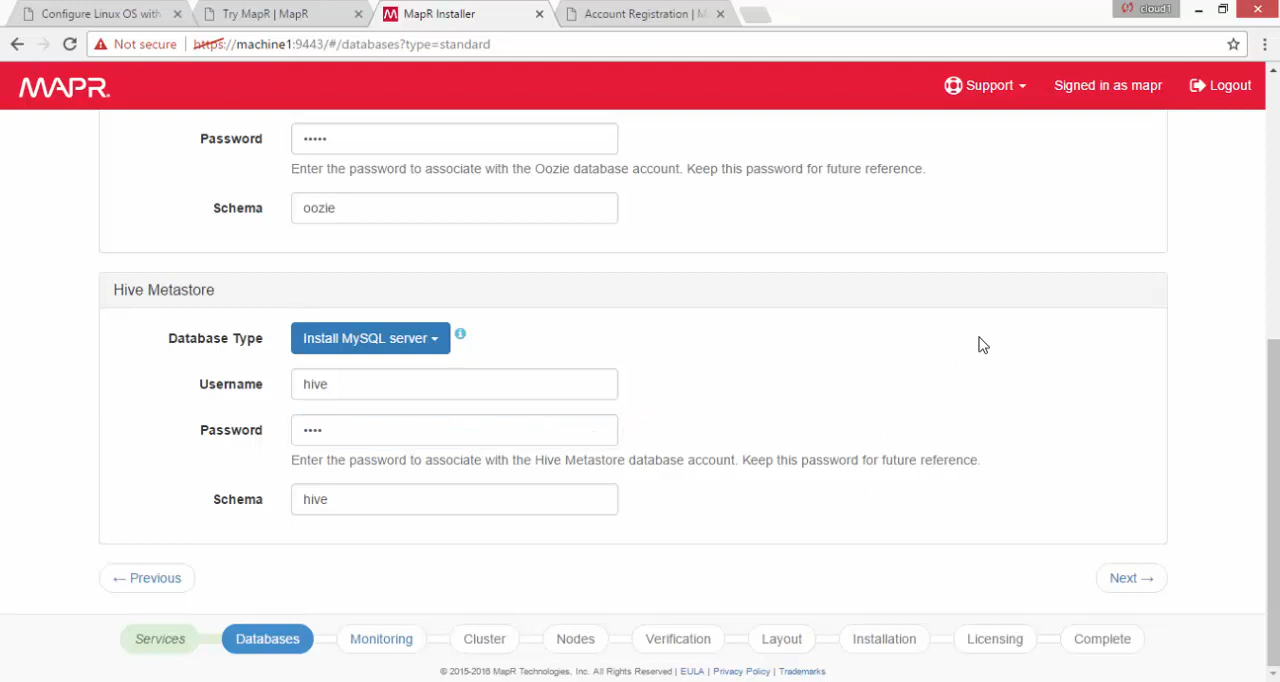 Configure Linux OS with
Try MapR | MapR
MapR Installer
Account Registration | M
cloud1
Not secure
https://machine1:9443/#/databases?type=standard
MAPR
Support
Signed in as mapr
Logout
Password
•••••
Enter the password to associate with the Oozie database account. Keep this password for future reference.
Schema
oozie
Hive Metastore
Database Type
Install MySQL server
Username
hive
Password
••••
Enter the password to associate with the Hive Metastore database account. Keep this password for future reference.
Schema
hive
← Previous
Next →
Services
Databases
Monitoring
Cluster
Nodes
Verification
Layout
Installation
Licensing
Complete
© 2015-2016 MapR Technologies, Inc. All Rights Reserved | EULA | Privacy Policy | Trademarks